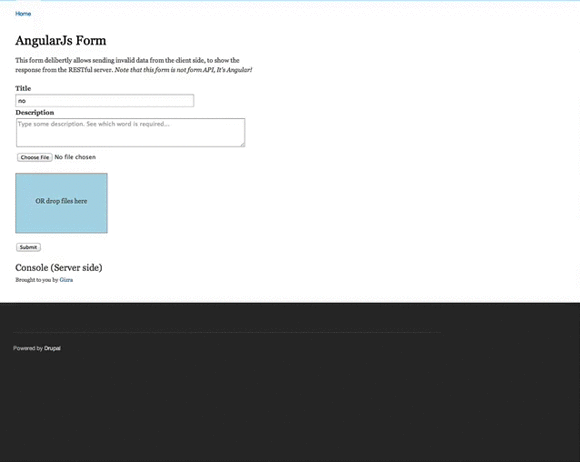 Home
AngularJs Form
This form delibertly allows sending invalid data from the client side, to show the
response from the RESTful server. Note that this form is not form API, It's Angular!
Title
no
Description
Type some description. See which word is required...
Choose File No file chosen
OR drop files here
Submit
Console (Server side)
Brought to you by Gizra
Powered by Drupal